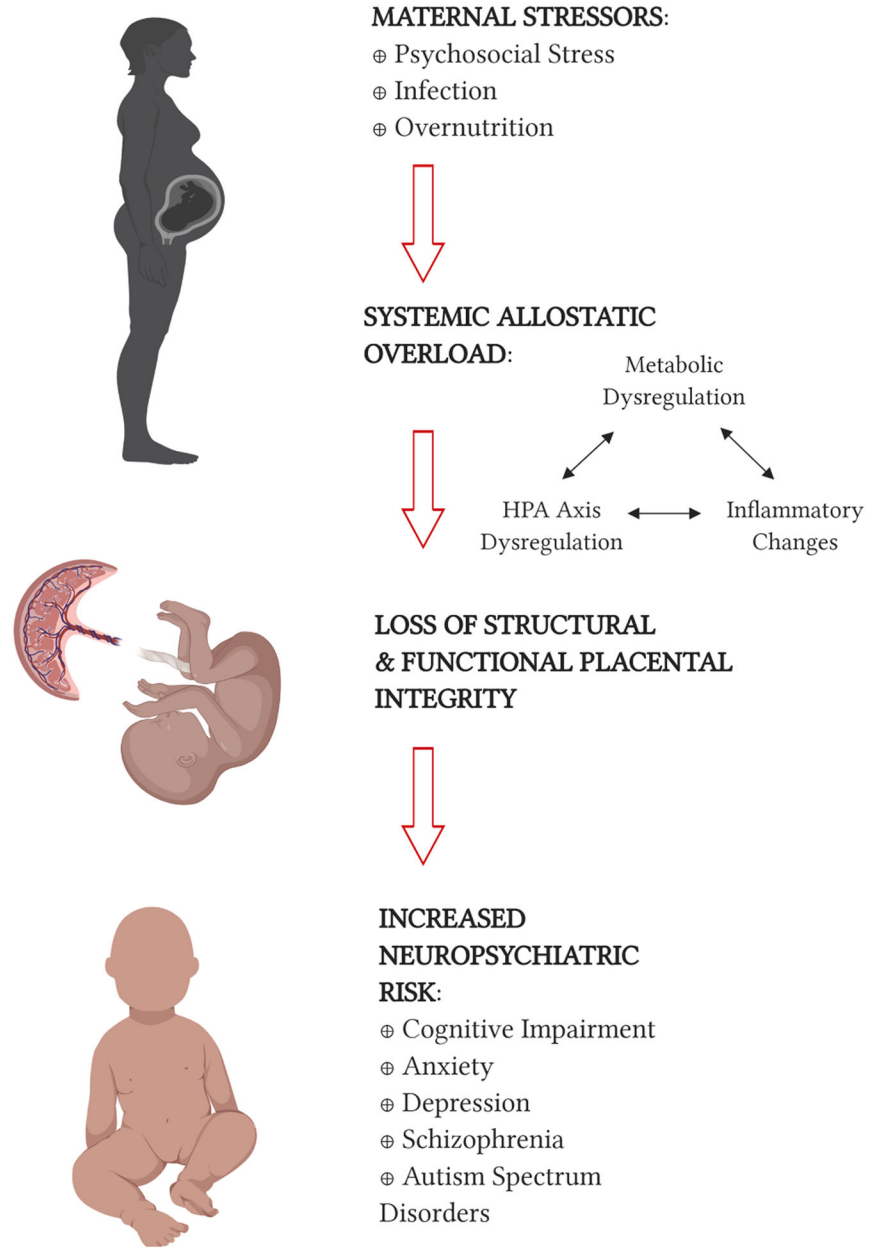 MATERNAL STRESSORS:
⊕ Psychosocial Stress
⊕ Infection
⊕ Overnutrition
SYSTEMIC ALLOSTATIC
OVERLOAD:
Metabolic
Dysregulation
HPA Axis
Dysregulation
Inflammatory
Changes
LOSS OF STRUCTURAL
& FUNCTIONAL PLACENTAL
INTEGRITY
INCREASED
NEUROPSYCHIATRIC
RISK:
⊕ Cognitive Impairment
⊕ Anxiety
⊕ Depression
⊕ Schizophrenia
⊕ Autism Spectrum
Disorders